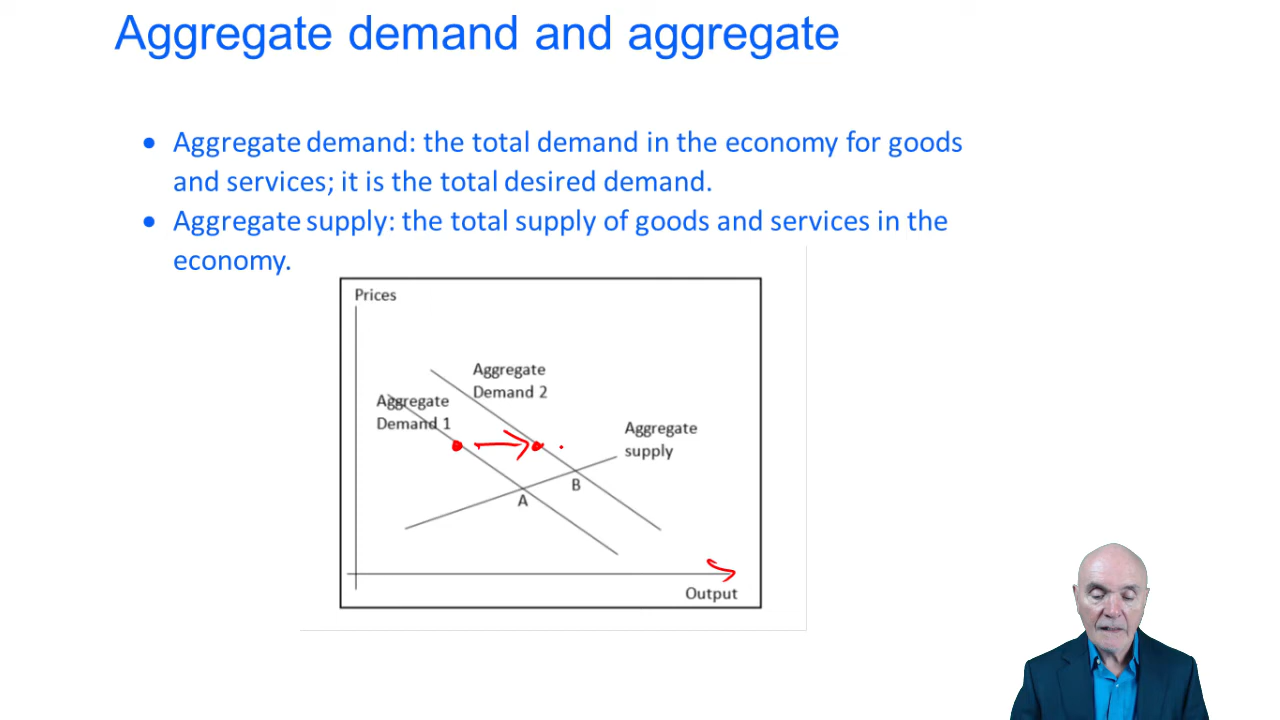 Aggregate demand and aggregate
• Aggregate demand: the total demand in the economy for goods
and services; it is the total desired demand.
• Aggregate supply: the total supply of goods and services in the
economy.
Prices
Aggregate
Demand 2
Aggregate
Demand 1
Aggregate
supply
B
A
Output